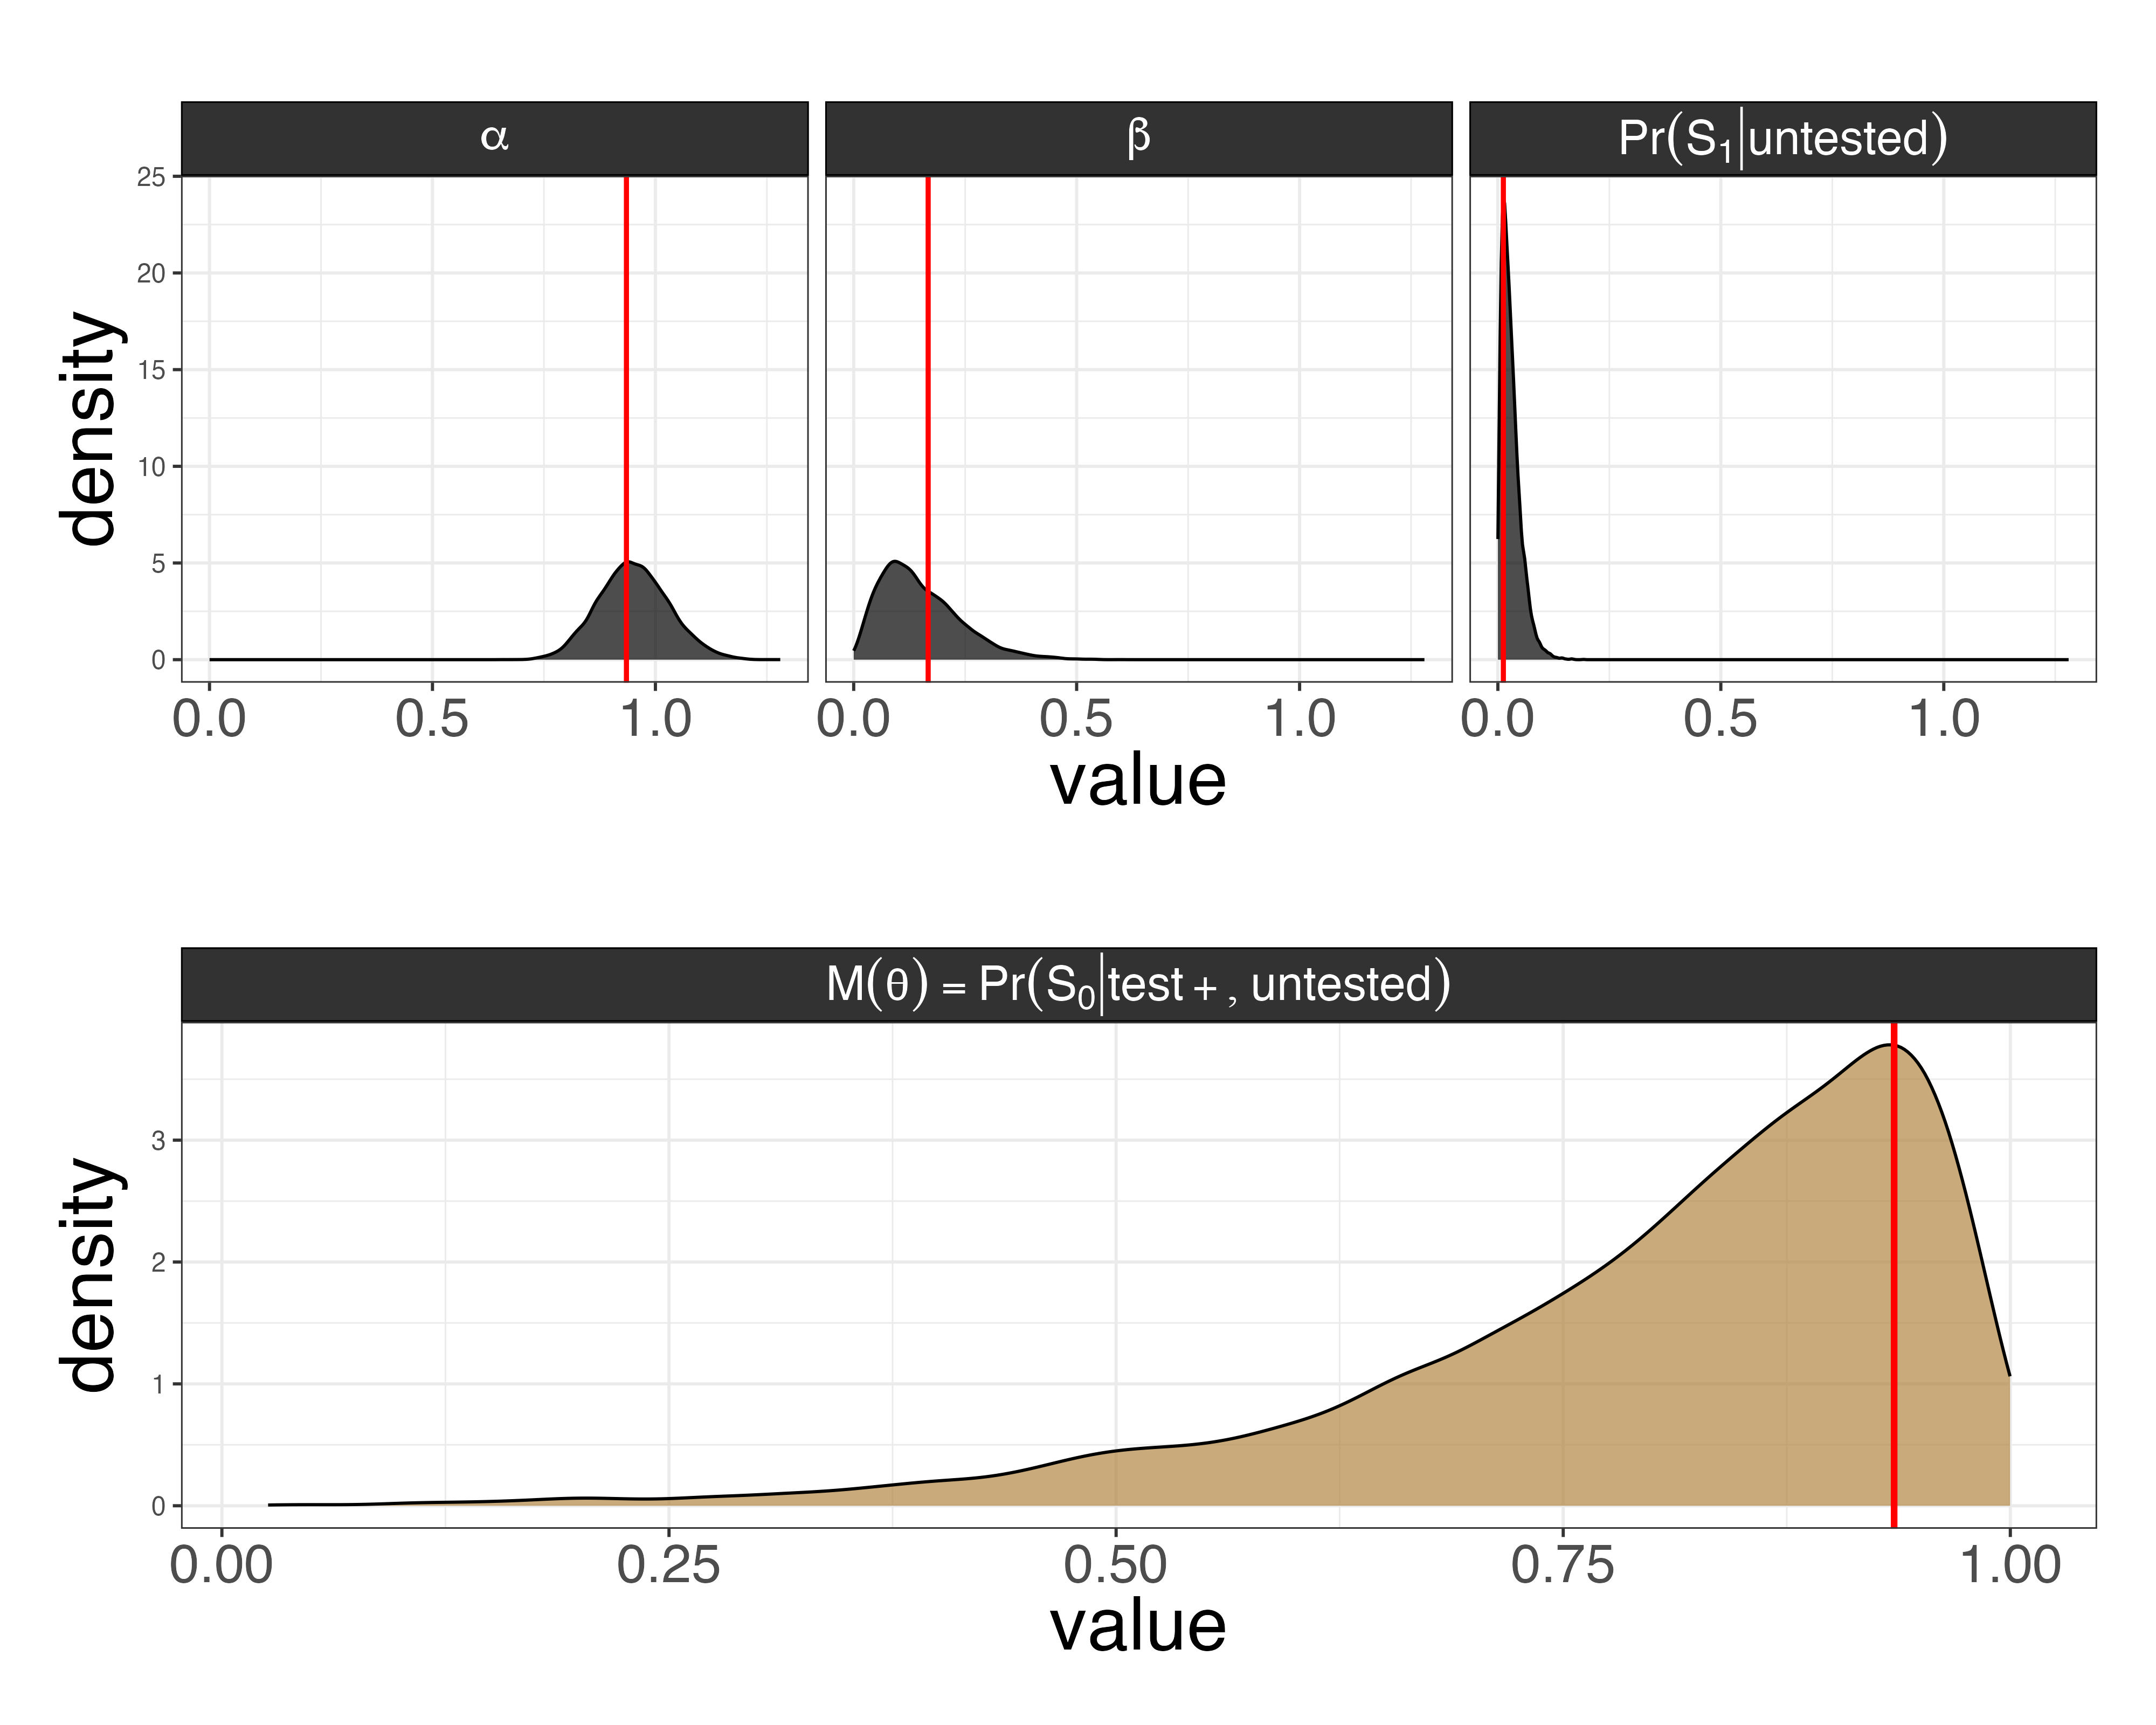 α β Pr(S₁|untested)
density
25
20
15
10
5
0
0.0 0.5 1.0 0.0 0.5 1.0 0.0 0.5 1.0
value
M(θ) = Pr(S₀|test +, untested)
density
3
2
1
0
0.00 0.25 0.50 0.75 1.00
value